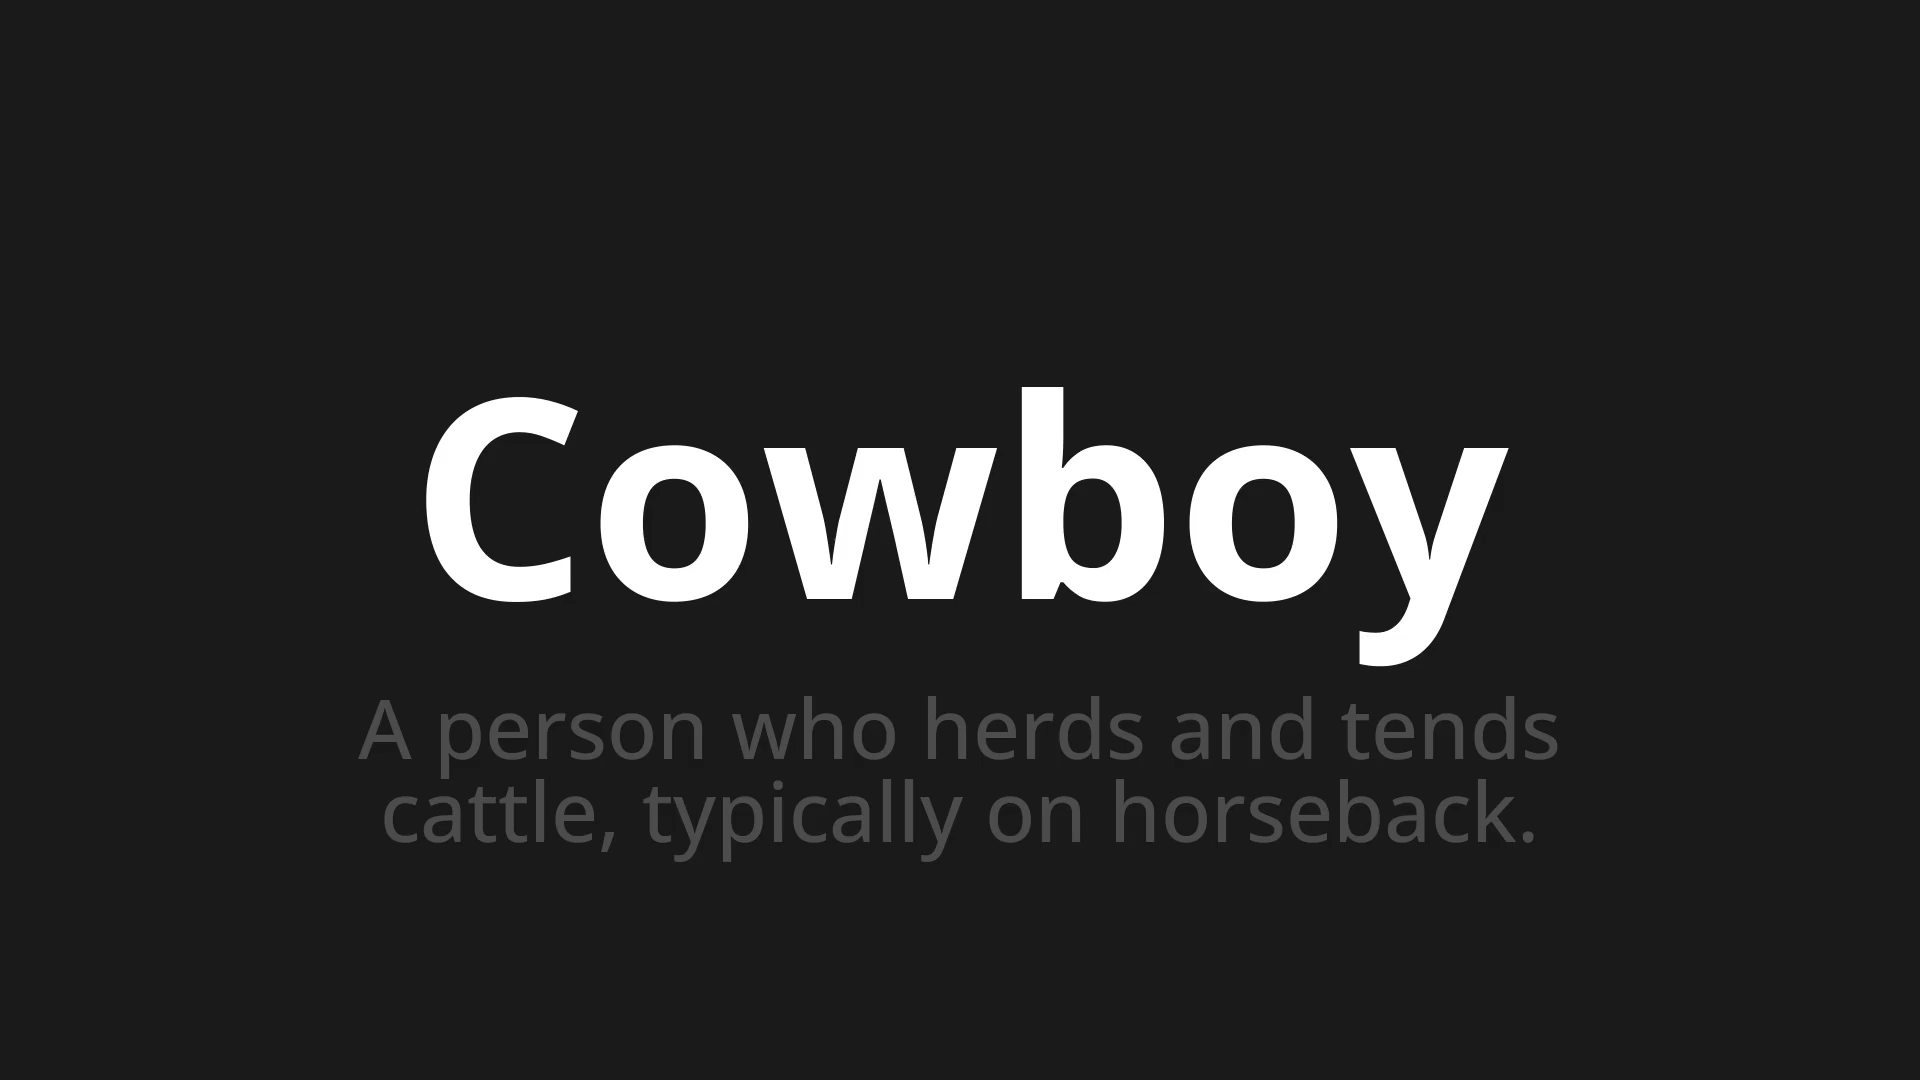 Cowboy
A person who herds and tends
cattle, typically on horseback.